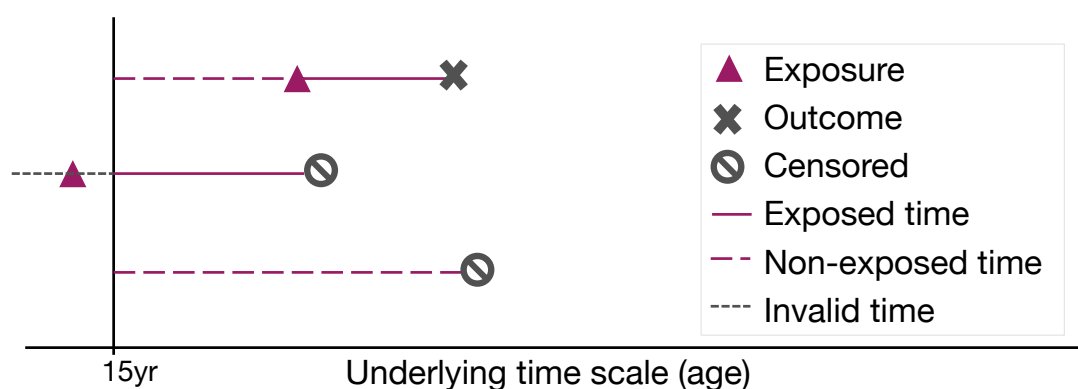 Exposure
Outcome
Censored
Exposed time
Non-exposed time
Invalid time
15yr
Underlying time scale (age)